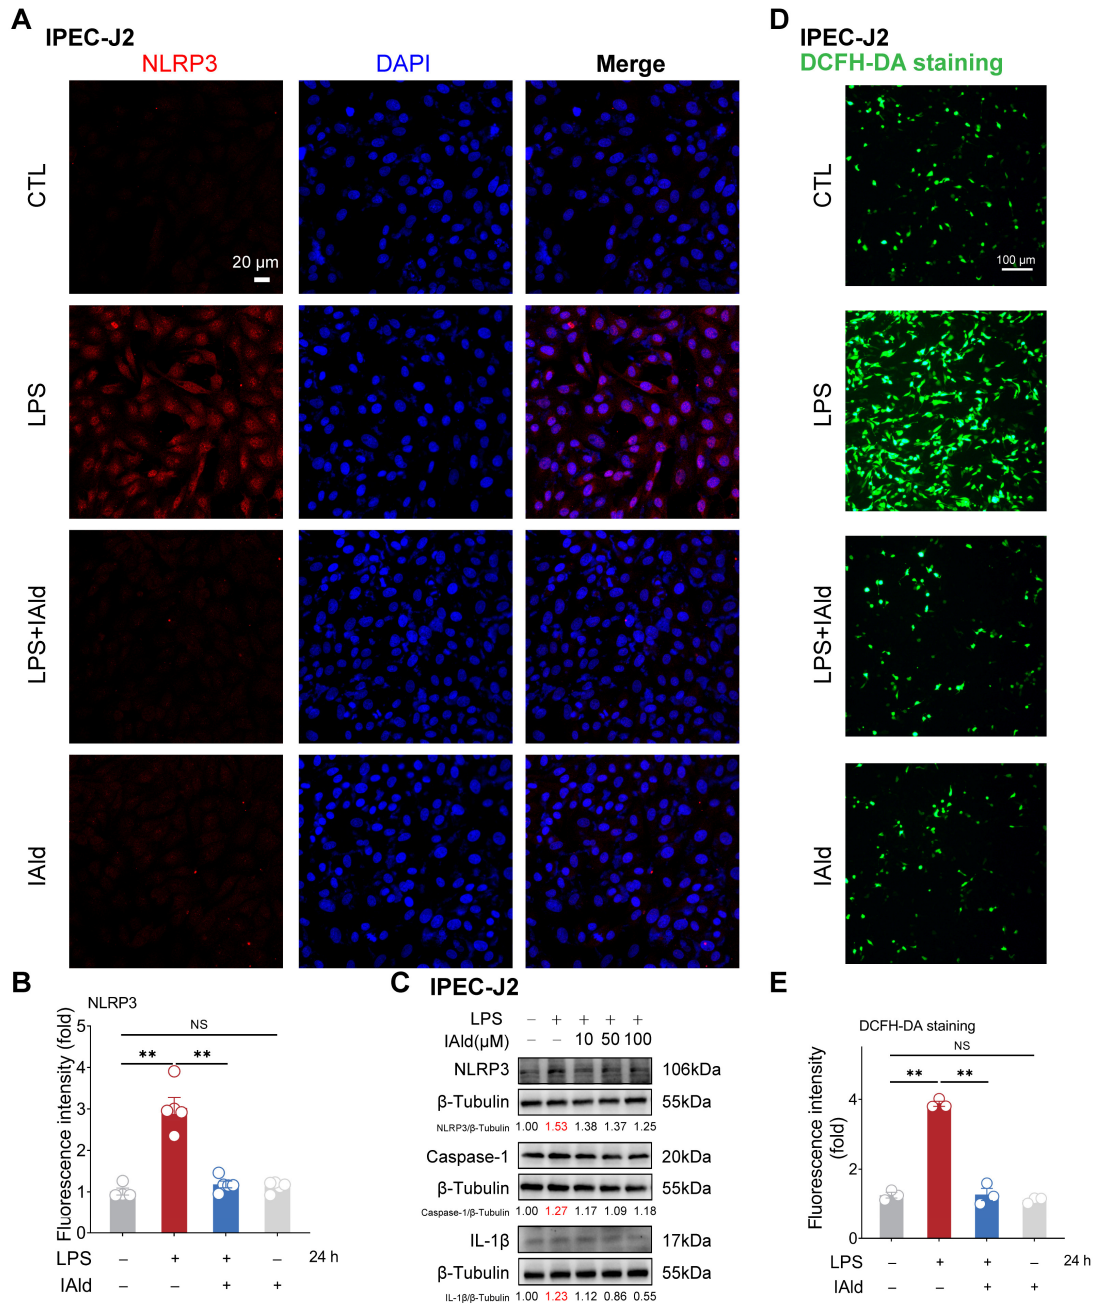 A
IPEC-J2
NLRP3 DAPI Merge
CTL
20 μm
LPS
LPS+IAld
IAld
D
IPEC-J2
DCFH-DA staining
CTL
100 μm
LPS
LPS+IAld
IAld
B
NLRP3
Fluorescence intensity (fold)
5
4
3
2
1
0
NS
** **
LPS – + + – 24 h
IAld – – + +
C
IPEC-J2
LPS – + + + +
IAld(μM) – – 10 50 100
NLRP3 106kDa
β-Tubulin 55kDa
NLRP3/β-Tubulin 1.00 1.53 1.38 1.37 1.25
Caspase-1 20kDa
β-Tubulin 55kDa
Caspase-1/β-Tubulin 1.00 1.27 1.17 1.09 1.18
IL-1β 17kDa
β-Tubulin 55kDa
IL-1β/β-Tubulin 1.00 1.23 1.12 0.86 0.55
E
DCFH-DA staining
Fluorescence intensity
(fold)
4
2
0
NS
** **
LPS – + + – 24 h
IAld – – + +